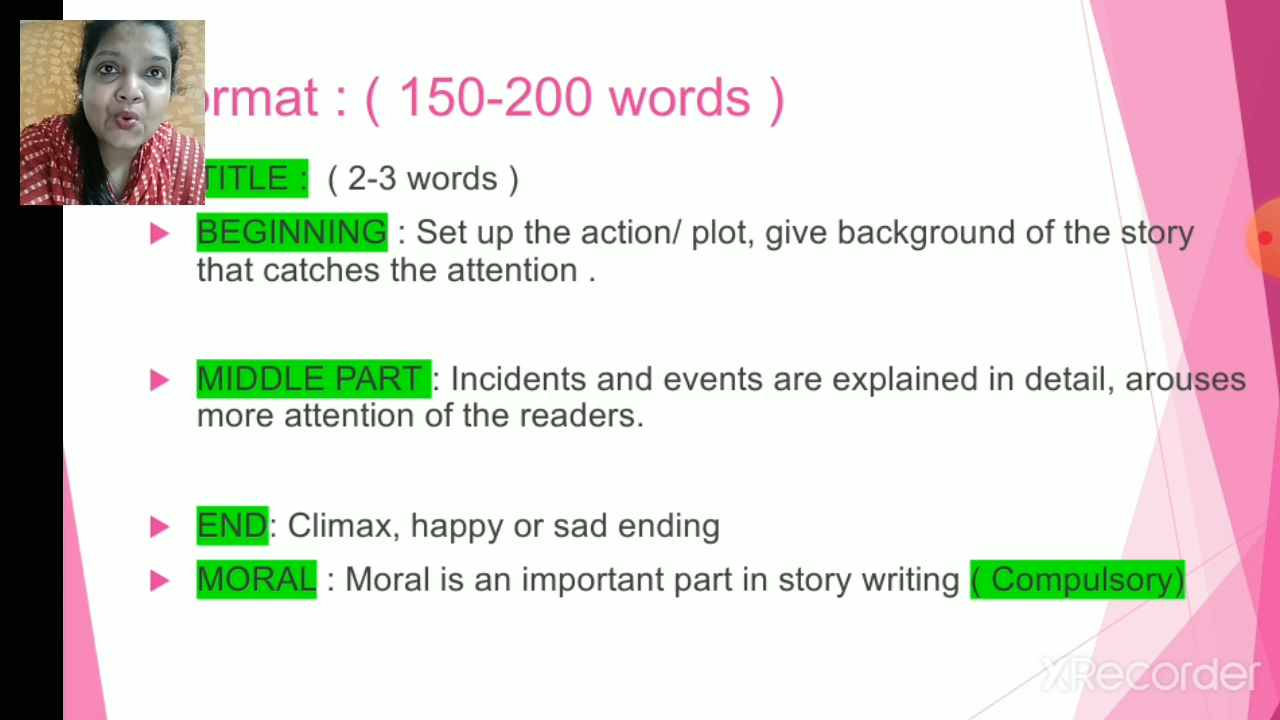 ormat : ( 150-200 words )
TITLE : ( 2-3 words )
BEGINNING : Set up the action/ plot, give background of the story
that catches the attention .
MIDDLE PART : Incidents and events are explained in detail, arouses
more attention of the readers.
END: Climax, happy or sad ending
MORAL : Moral is an important part in story writing ( Compulsory)
XRecorder